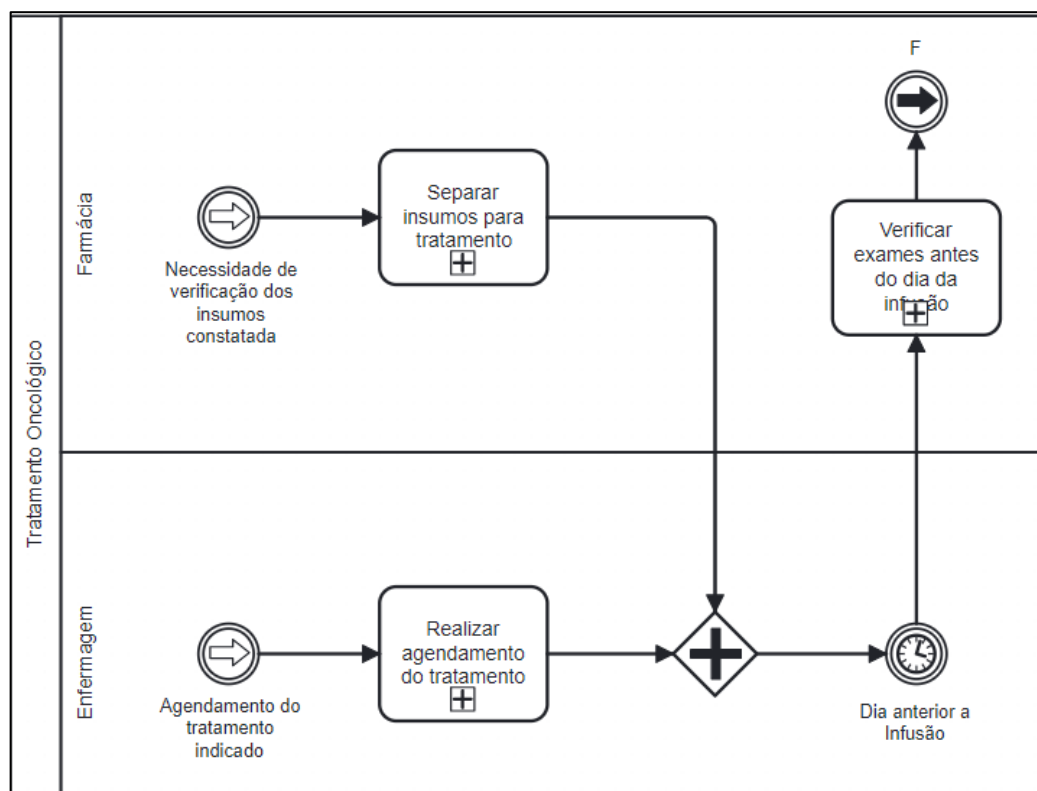 Tratamento Oncológico
Farmácia
Necessidade de
verificação dos
insumos
constatada
Separar
insumos para
tratamento
F
Verificar
exames antes
do dia da
infusão
Enfermagem
Agendamento do
tratamento
indicado
Realizar
agendamento
do tratamento
Dia anterior a
Infusão